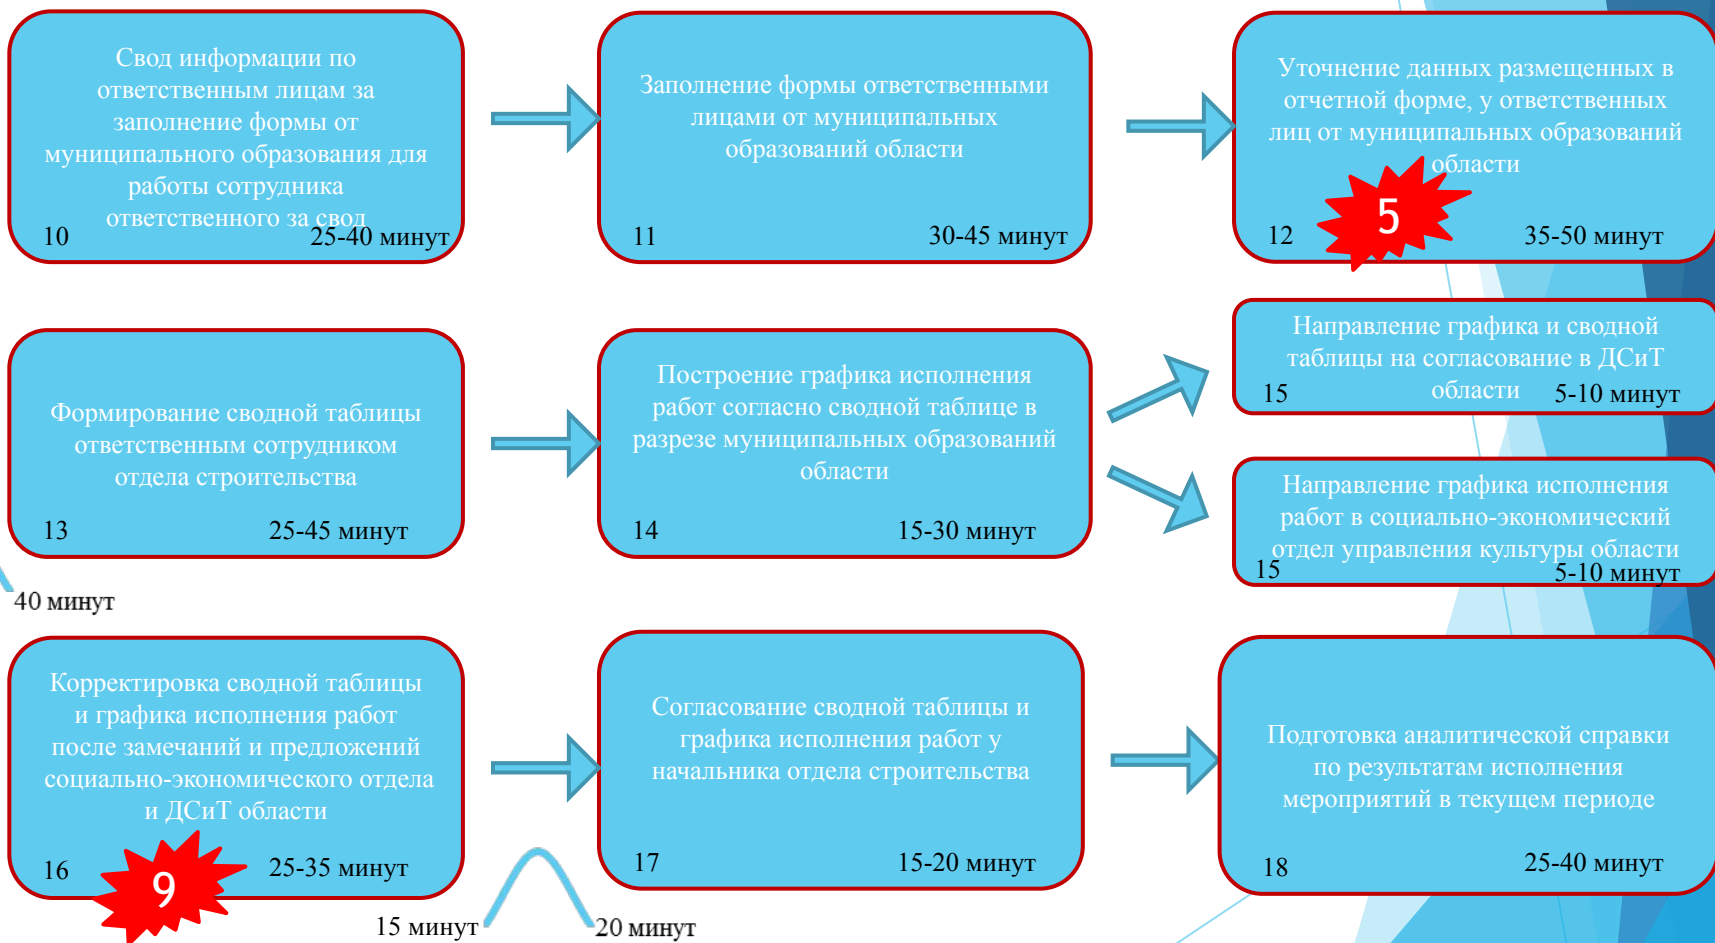 Свод информации по
ответственным лицам за
заполнение формы от
муниципального образования для
работы сотрудника
ответственного за свод
10
25-40 минут
Заполнение формы ответственными
лицами от муниципальных
образований области
11
30-45 минут
Уточнение данных размещенных в
отчетной форме, у ответственных
лиц от муниципальных образований
области
12
5
35-50 минут
Формирование сводной таблицы
ответственным сотрудником
отдела строительства
13
25-45 минут
Построение графика исполнения
работ согласно сводной таблице в
разрезе муниципальных образований
области
14
15-30 минут
Направление графика и сводной
таблицы на согласование в ДСиТ
области
15
5-10 минут
Направление графика исполнения
работ в социально-экономический
отдел управления культуры области
15
5-10 минут
40 минут
Корректировка сводной таблицы
и графика исполнения работ
после замечаний и предложений
социально-экономического отдела
и ДСиТ области
16
9
25-35 минут
Согласование сводной таблицы и
графика исполнения работ у
начальника отдела строительства
17
15-20 минут
Подготовка аналитической справки
по результатам исполнения
мероприятий в текущем периоде
18
25-40 минут
15 минут
20 минут